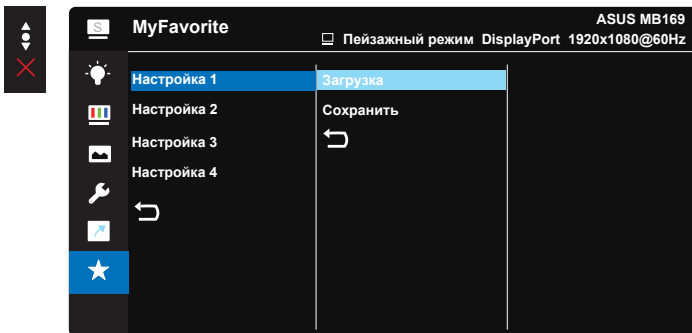 S MyFavorite ASUS MB169
Пейзажный режим DisplayPort 1920x1080@60Hz
Настройка 1 Загрузка
Настройка 2 Сохранить
Настройка 3
Настройка 4